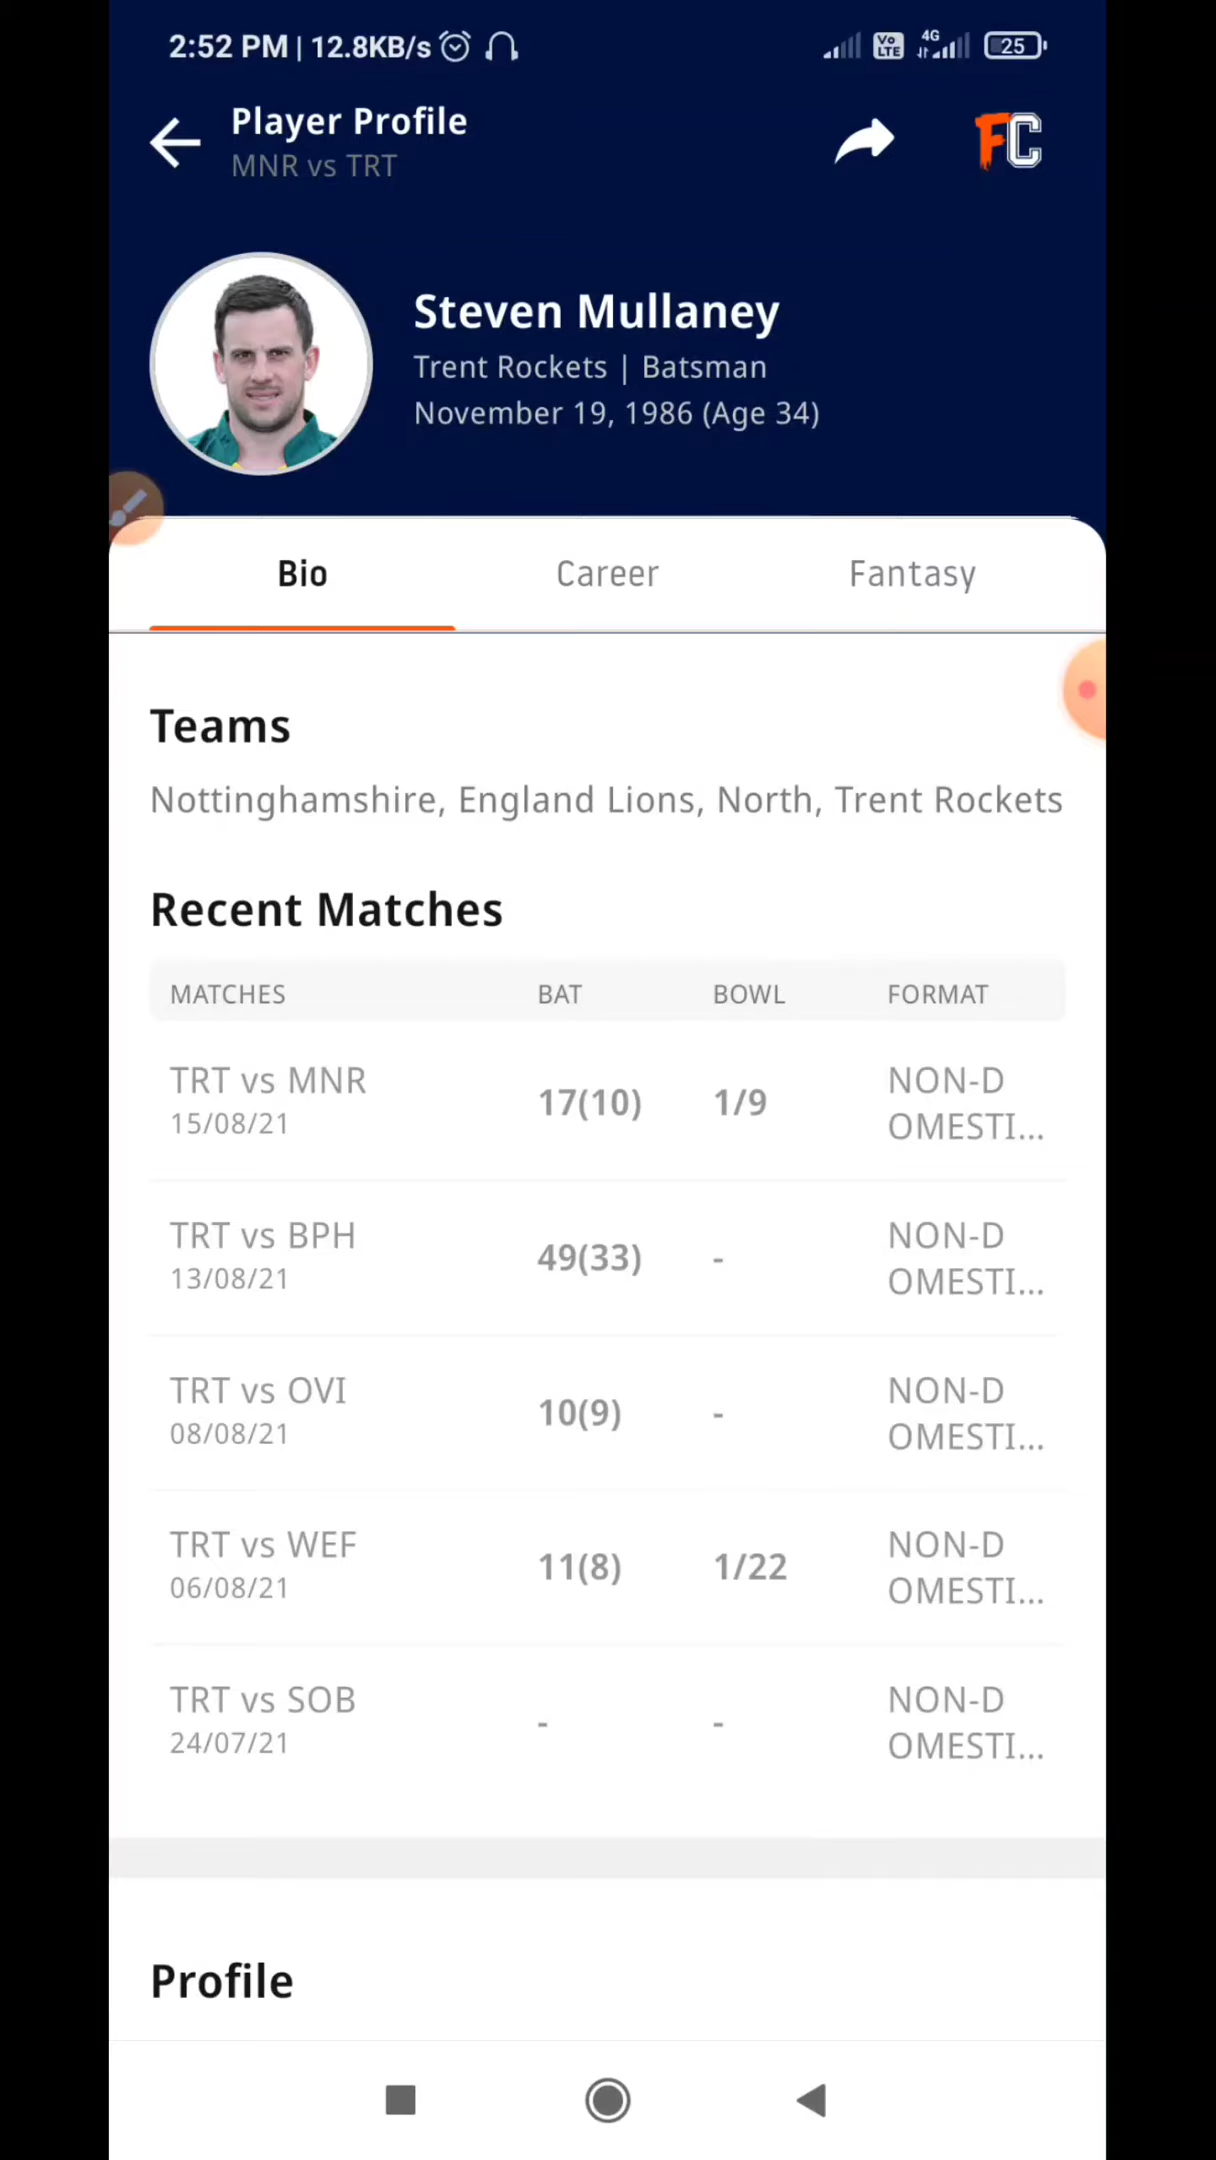 2:52 PM | 12.8KB/s Vo LTE 4G 25
Player Profile
MNR vs TRT
FC
Steven Mullaney
Trent Rockets | Batsman
November 19, 1986 (Age 34)
Bio Career Fantasy
Teams
Nottinghamshire, England Lions, North, Trent Rockets
Recent Matches
MATCHES BAT BOWL FORMAT
TRT vs MNR 17(10) 1/9 NON-D
15/08/21 OMESTI...
TRT vs BPH 49(33) - NON-D
13/08/21 OMESTI...
TRT vs OVI 10(9) - NON-D
08/08/21 OMESTI...
TRT vs WEF 11(8) 1/22 NON-D
06/08/21 OMESTI...
TRT vs SOB - - NON-D
24/07/21 OMESTI...
Profile